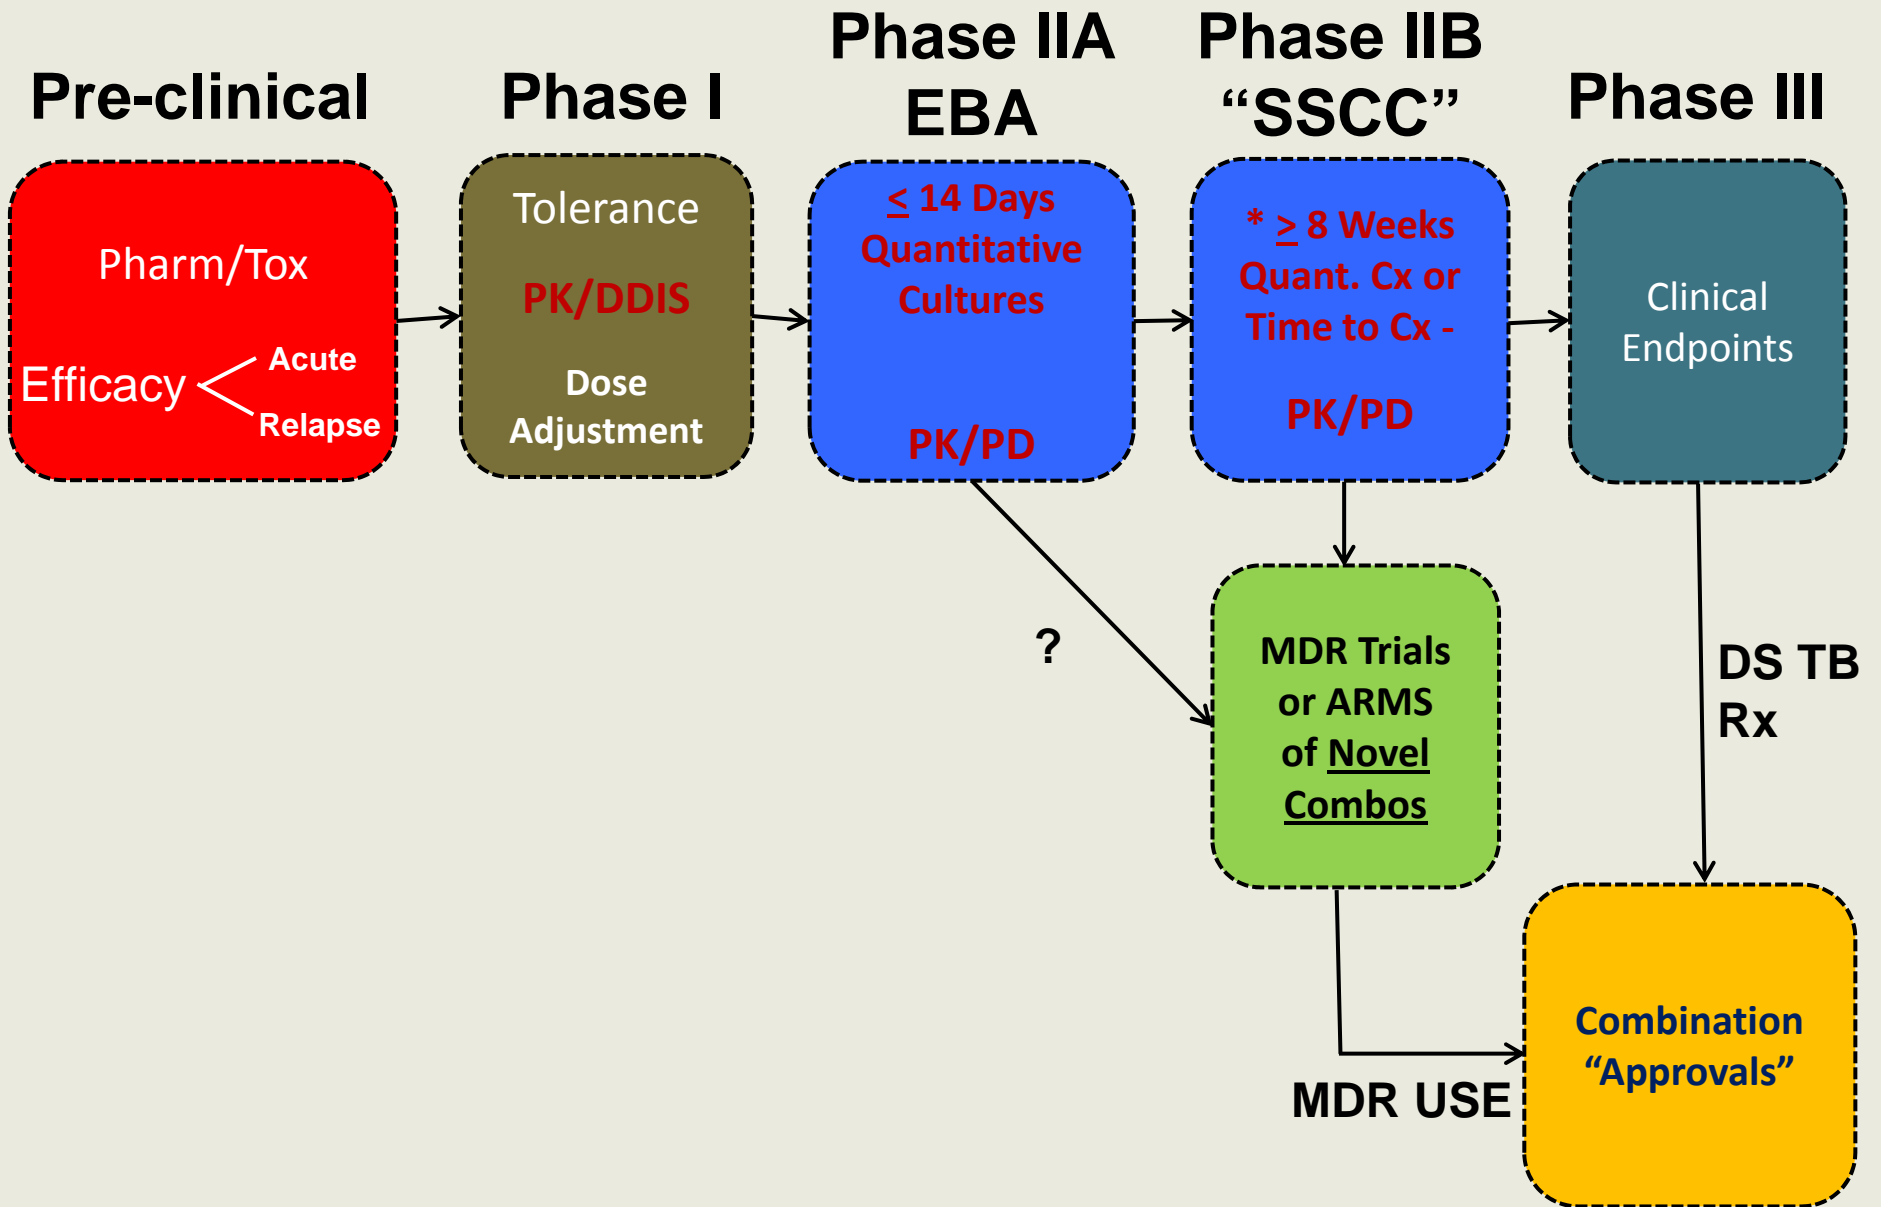 Pre-clinical
Pharm/Tox
Efficacy
Acute
Relapse
Phase I
Tolerance
PK/DDIS
Dose
Adjustment
Phase IIA
EBA
≤ 14 Days
Quantitative
Cultures
PK/PD
Phase IIB
“SSCC”
* ≥ 8 Weeks
Quant. Cx or
Time to Cx -
PK/PD
Phase III
Clinical
Endpoints
?
MDR Trials
or ARMS
of Novel
Combos
DS TB
Rx
MDR USE
Combination
“Approvals”